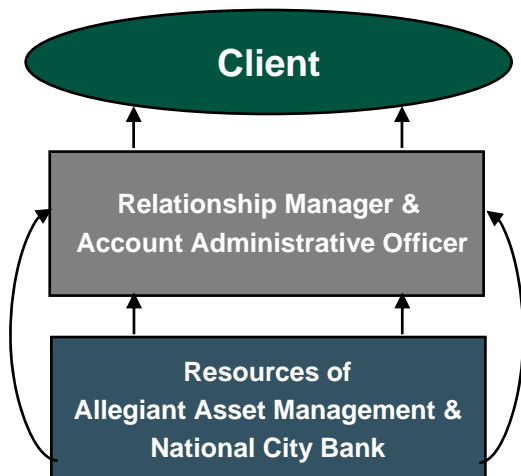 Client
Relationship Manager &
Account Administrative Officer
Resources of
Allegiant Asset Management &
National City Bank